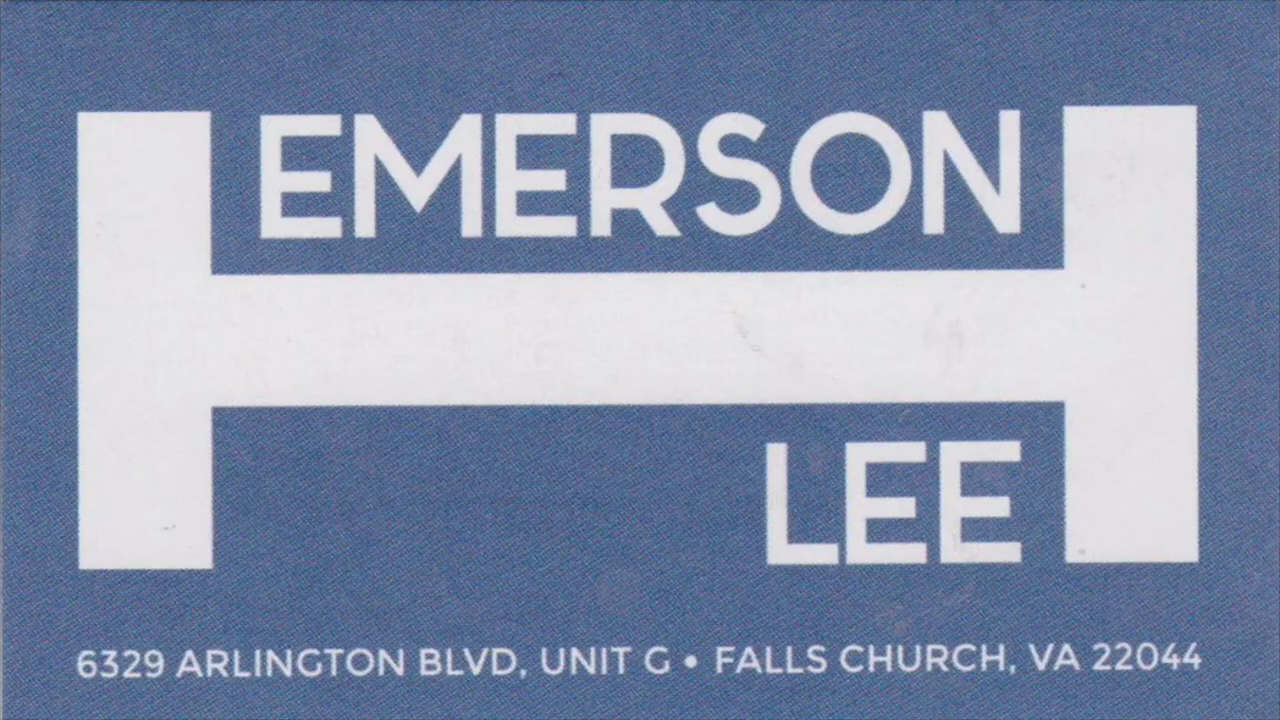 EMERSON
LEE
6329 ARLINGTON BLVD, UNIT G • FALLS CHURCH, VA 22044